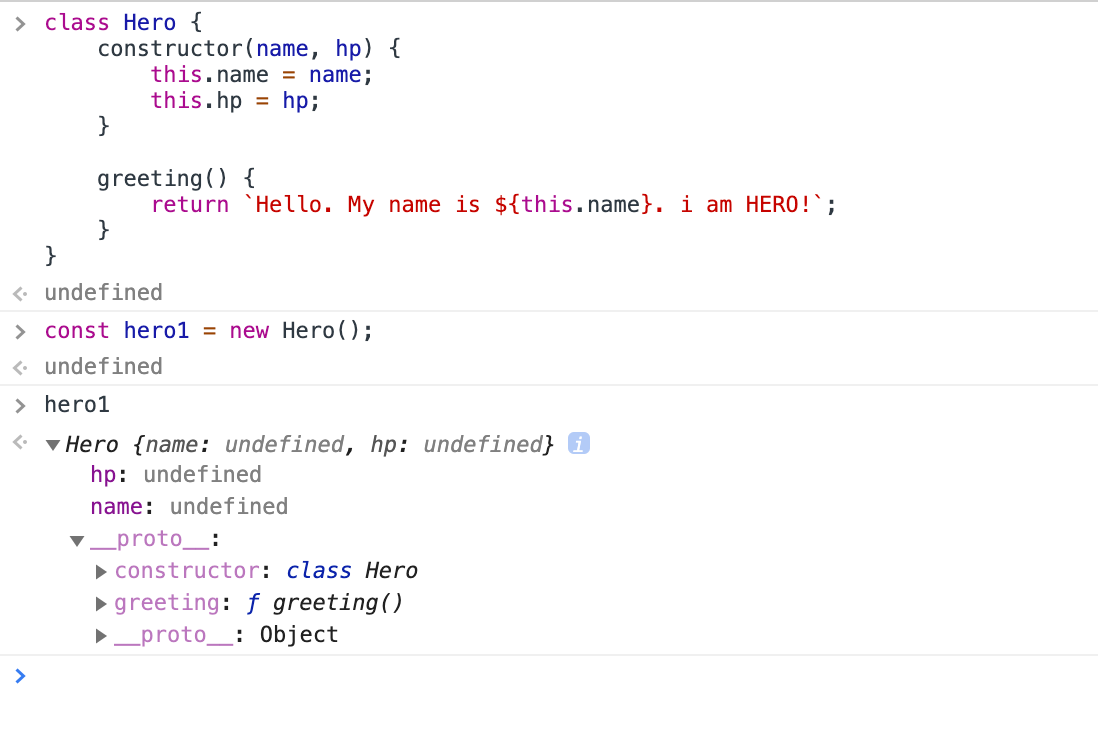 class Hero {
    constructor(name, hp) {
        this.name = name;
        this.hp = hp;
    }
    greeting() {
        return `Hello. My name is ${this.name}. i am HERO!`;
    }
}
undefined
const hero1 = new Hero();
undefined
hero1
Hero {name: undefined, hp: undefined} i
hp: undefined
name: undefined
__proto__:
constructor: class Hero
greeting: ƒ greeting()
__proto__: Object